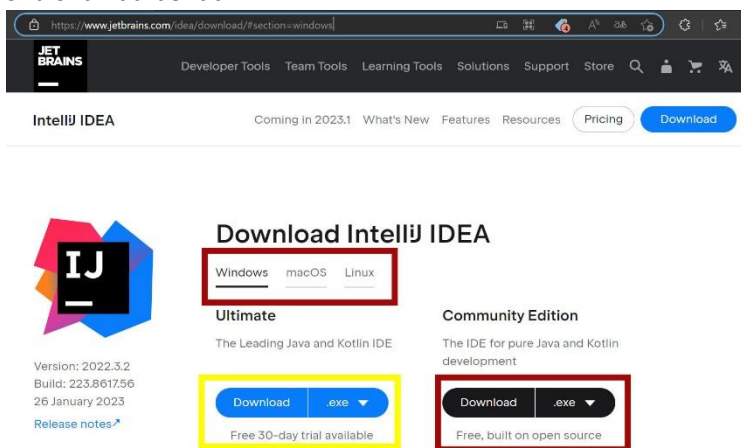 https://www.jetbrains.com/idea/download/#section=windows
JET
BRAINS
Developer Tools Team Tools Learning Tools Solutions Support Store
IntelliJ IDEA Coming in 2023.1 What's New Features Resources Pricing Download
Download IntelliJ IDEA
Windows macOS Linux
IJ
Ultimate
The Leading Java and Kotlin IDE
Download .exe
Free 30-day trial available
Community Edition
The IDE for pure Java and Kotlin
development
Download .exe
Free, built on open source
Version: 2022.3.2
Build: 223.8617.56
26 January 2023
Release notes